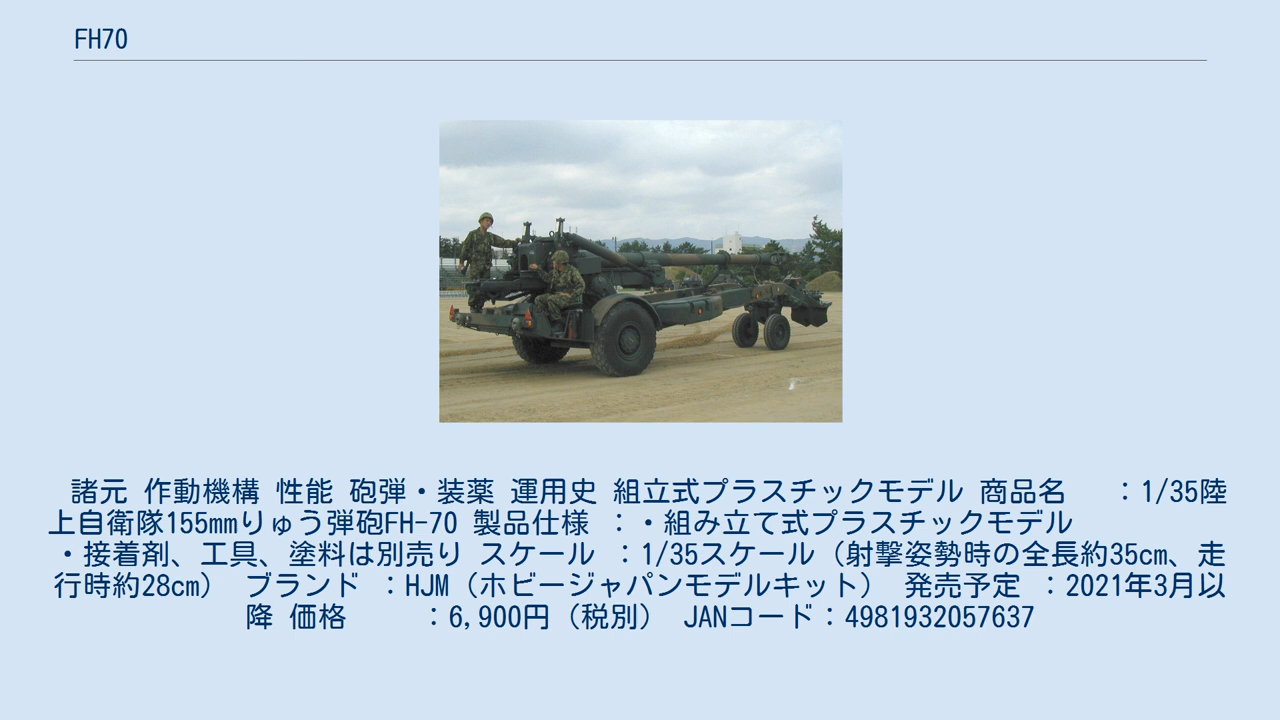 FH70
諸元 作動機構 性能 砲弾・装薬 運用史 組立式プラスチックモデル 商品名　：1/35陸
上自衛隊155mmりゅう弾砲FH-70 製品仕様 ：・組み立て式プラスチックモデル
・接着剤、工具、塗料は別売り スケール ：1/35スケール（射撃姿勢時の全長約35cm、走
行時約28cm） ブランド ：HJM（ホビージャパンモデルキット） 発売予定 ：2021年3月以
降 価格　　：6,900円（税別） JANコード：4981932057637